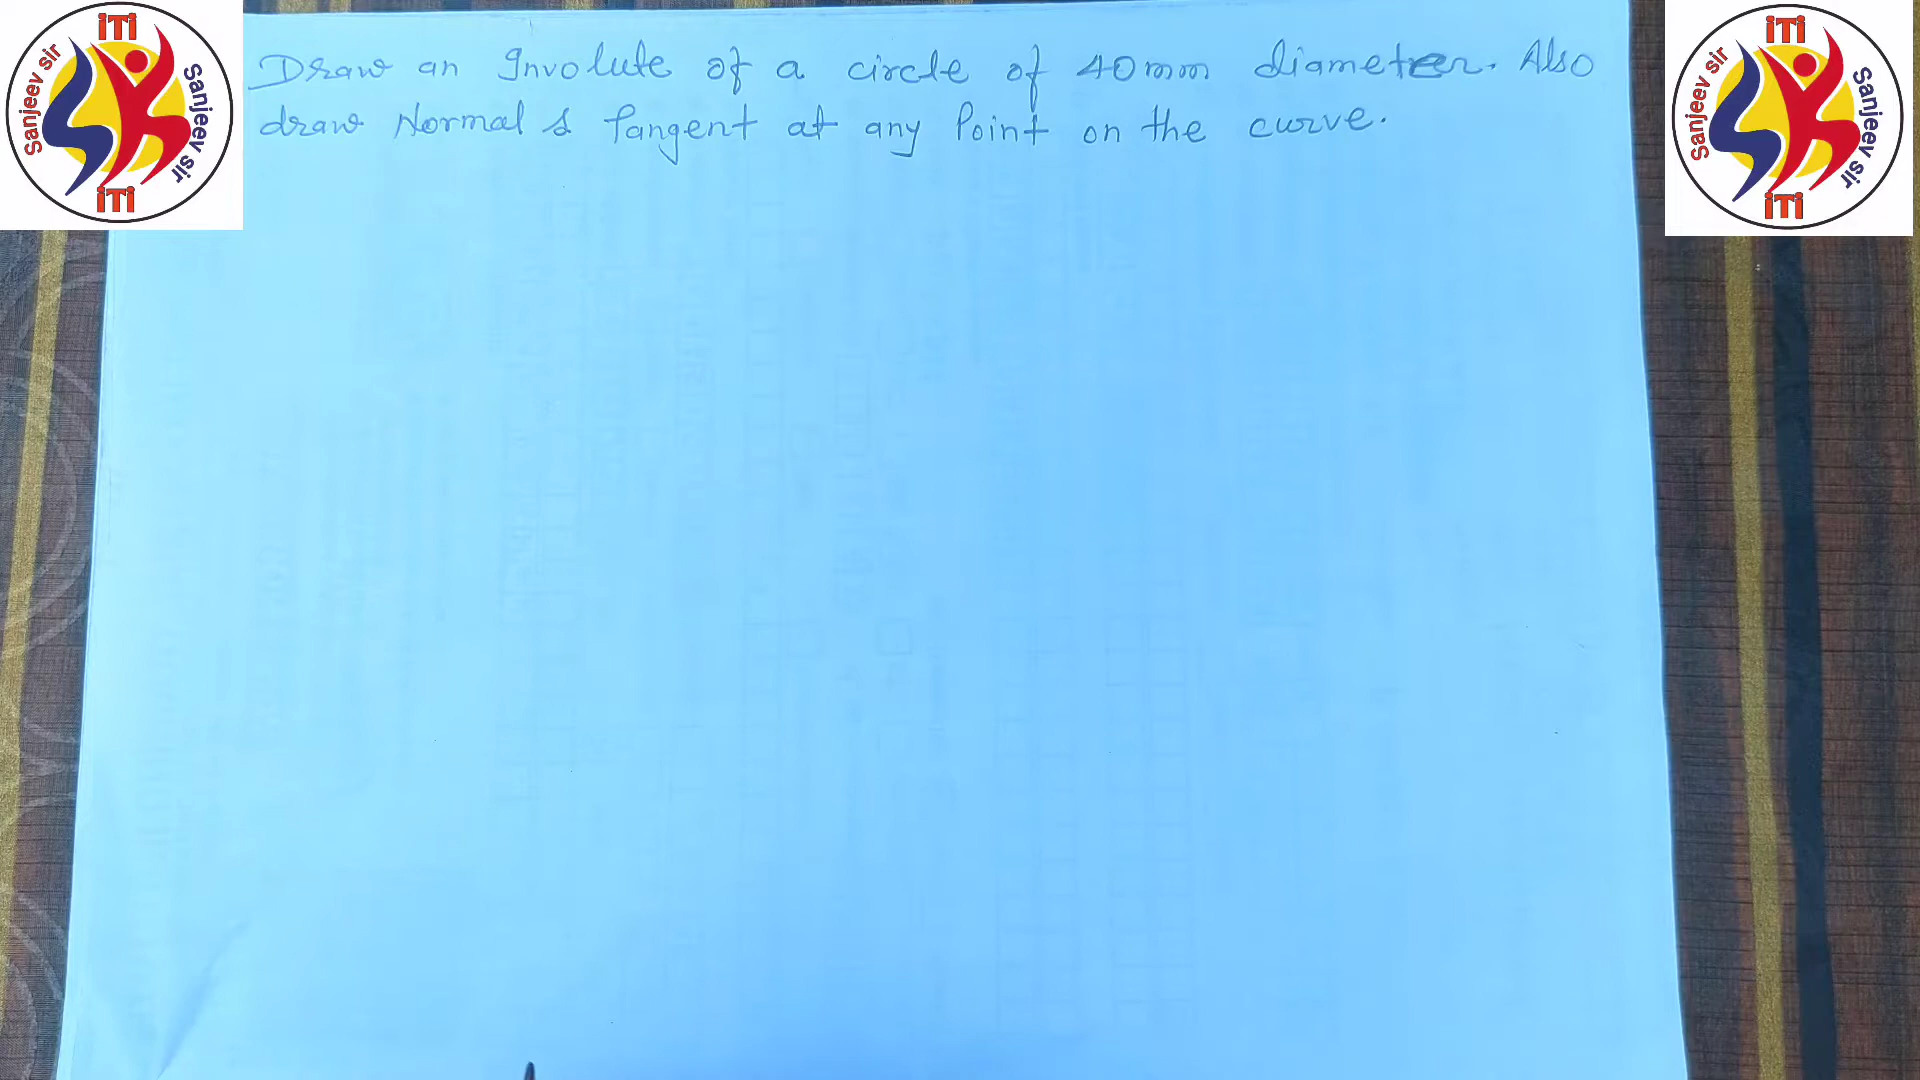 iTi
Sanjeev sir
Sanjeev sir
iTi
Draw an Involute of a circle of 40mm diameter. Also
draw Normal & Tangent at any Point on the curve.
iTi
Sanjeev sir
Sanjeev sir
iTi